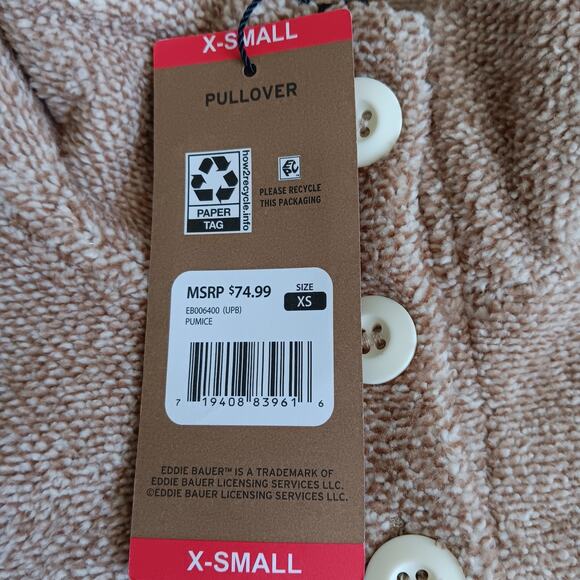 X-SMALL
PULLOVER
how2recycle.info
PAPER
TAG
PLEASE RECYCLE
THIS PACKAGING
MSRP $74.99
SIZE
XS
EB006400 (UPB)
PUMICE
7 19408 83961 6
EDDIE BAUER™ IS A TRADEMARK OF
EDDIE BAUER LICENSING SERVICES LLC.
©EDDIE BAUER LICENSING SERVICES LLC.
X-SMALL